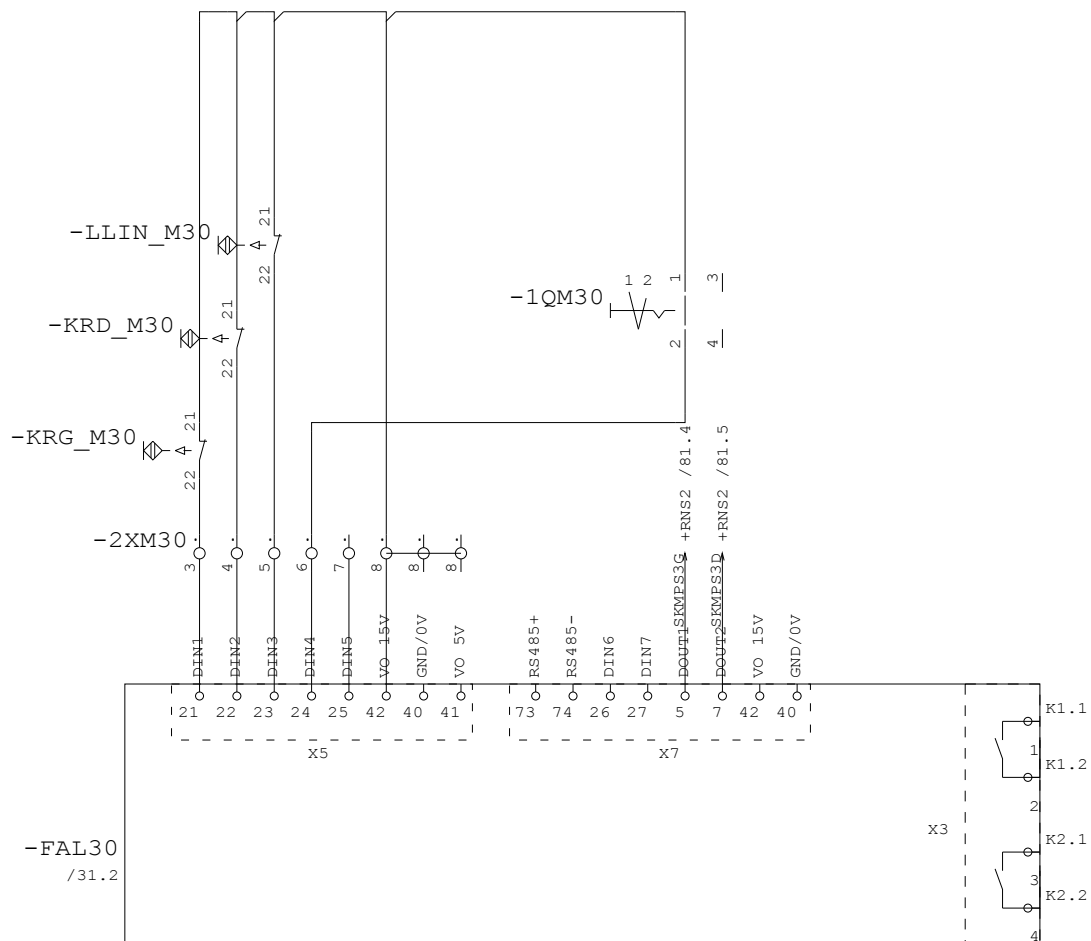 -LLIN_M30
21
22
-KRD_M30
21
22
-KRG_M30
21
22
-1QM30
1 2
1
3
2
4
-2XM30
3
4
5
6
7
8
8
8
SKMPS3G +RNS2 /81.4
SKMPS3D +RNS2 /81.5
DIN1
DIN2
DIN3
DIN4
DIN5
VO 15V
GND/0V
VO 5V
RS485+
RS485-
DIN6
DIN7
DOUT1
DOUT2
VO 15V
GND/0V
21 22 23 24 25 42 40 41
X5
73 74 26 27 5 7 42 40
X7
K1.1
1
K1.2
2
X3
K2.1
3
K2.2
4
-FAL30
/31.2